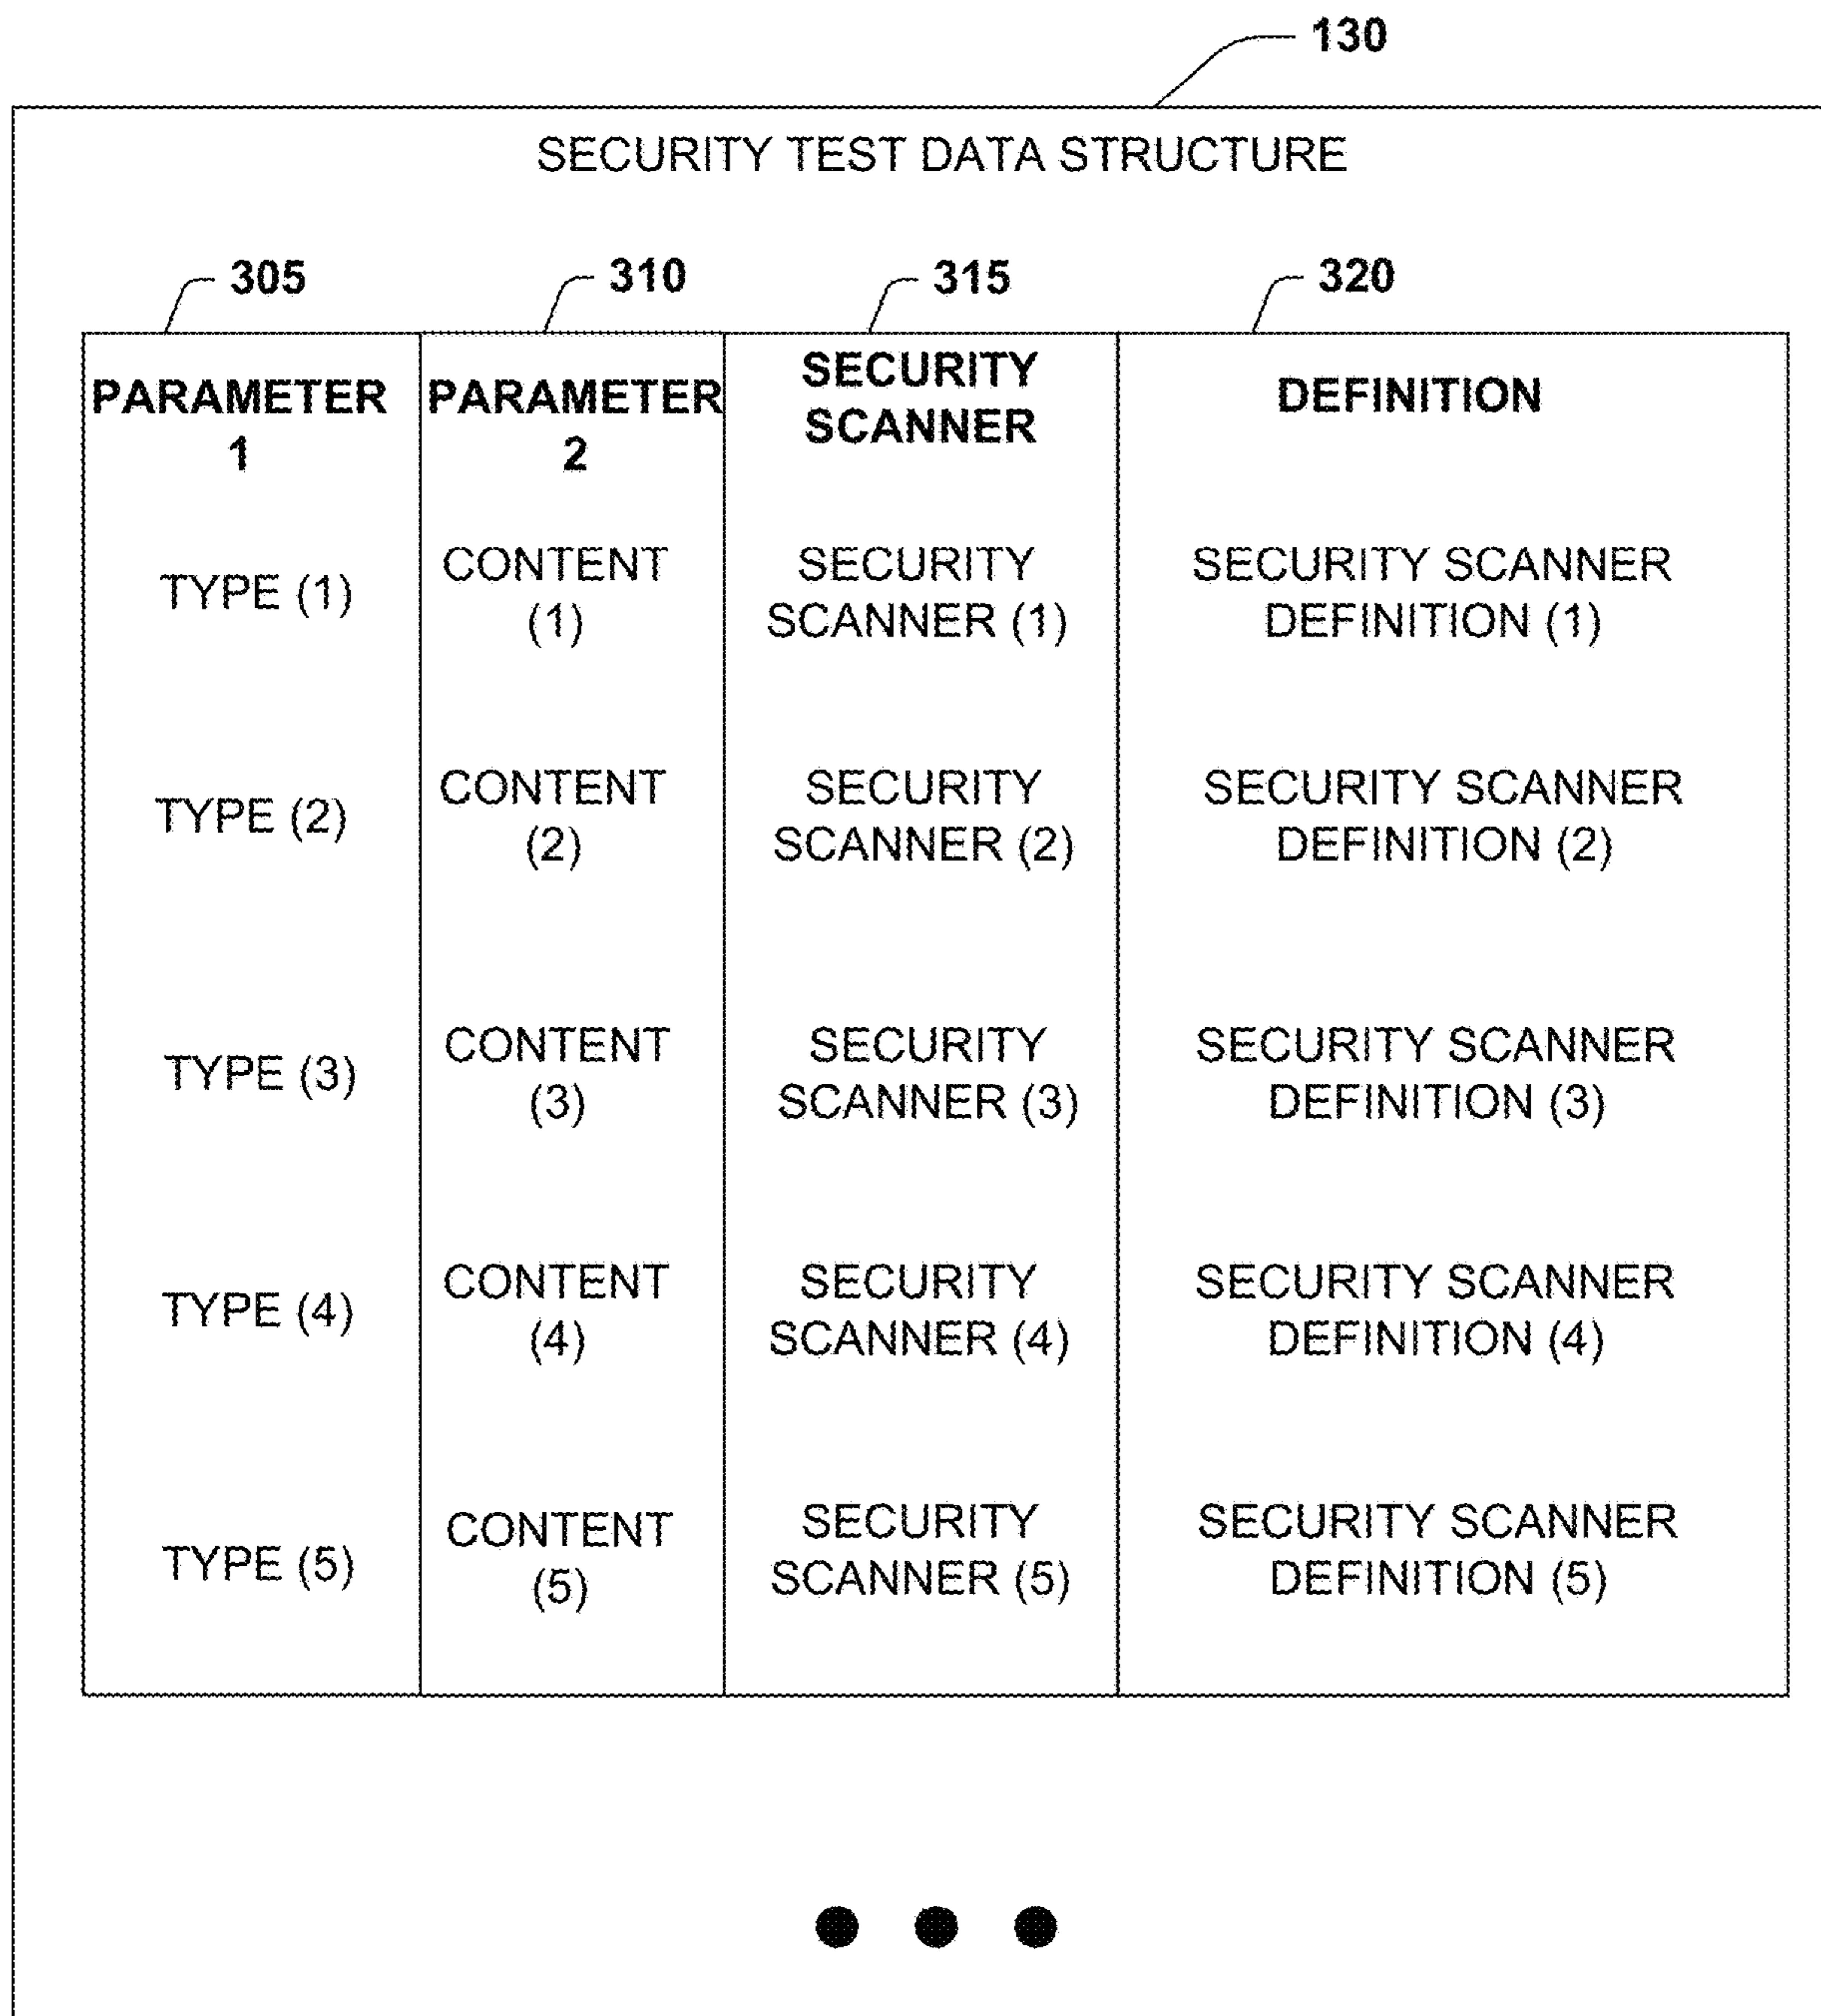 130
SECURITY TEST DATA STRUCTURE
305
310
315
320
PARAMETER
1
PARAMETER
2
SECURITY
SCANNER
DEFINITION
TYPE (1)
CONTENT
(1)
SECURITY
SCANNER (1)
SECURITY SCANNER
DEFINITION (1)
TYPE (2)
CONTENT
(2)
SECURITY
SCANNER (2)
SECURITY SCANNER
DEFINITION (2)
TYPE (3)
CONTENT
(3)
SECURITY
SCANNER (3)
SECURITY SCANNER
DEFINITION (3)
TYPE (4)
CONTENT
(4)
SECURITY
SCANNER (4)
SECURITY SCANNER
DEFINITION (4)
TYPE (5)
CONTENT
(5)
SECURITY
SCANNER (5)
SECURITY SCANNER
DEFINITION (5)